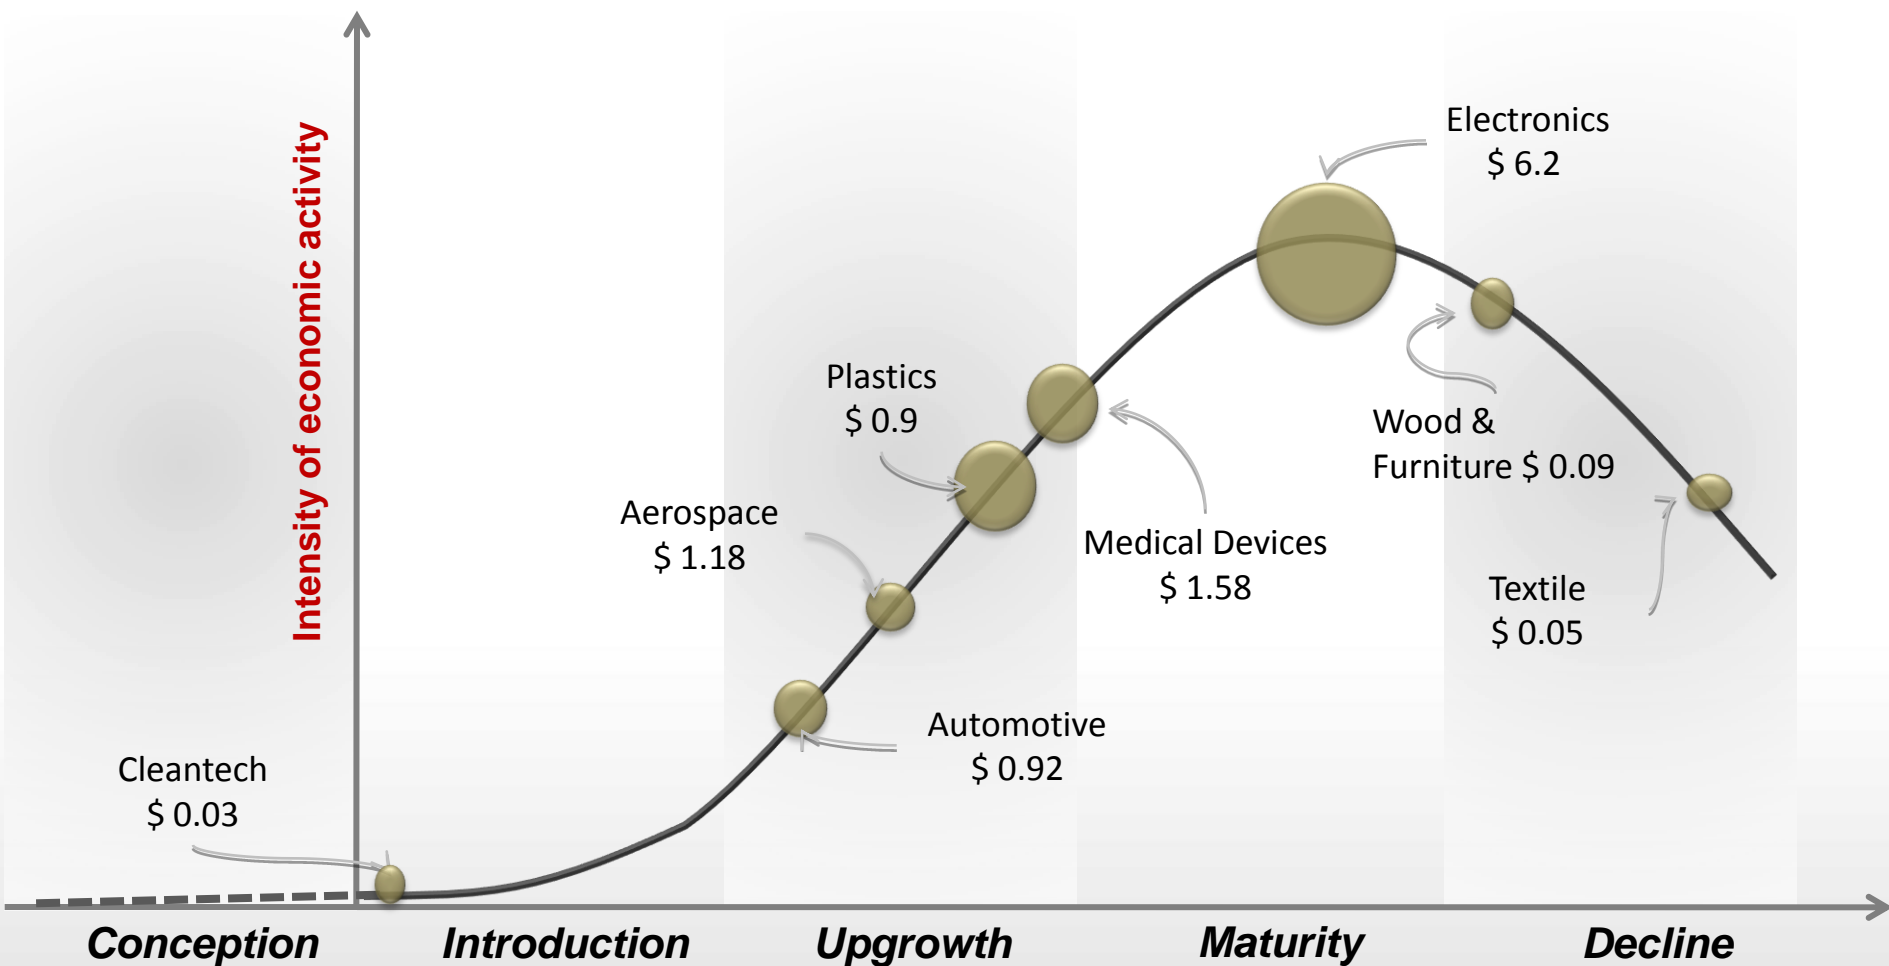 Intensity of economic activity
Electronics
$ 6.2
Plastics
$ 0.9
Wood &
Furniture $ 0.09
Aerospace
$ 1.18
Medical Devices
$ 1.58
Textile
$ 0.05
Automotive
$ 0.92
Cleantech
$ 0.03
Conception
Introduction
Upgrowth
Maturity
Decline